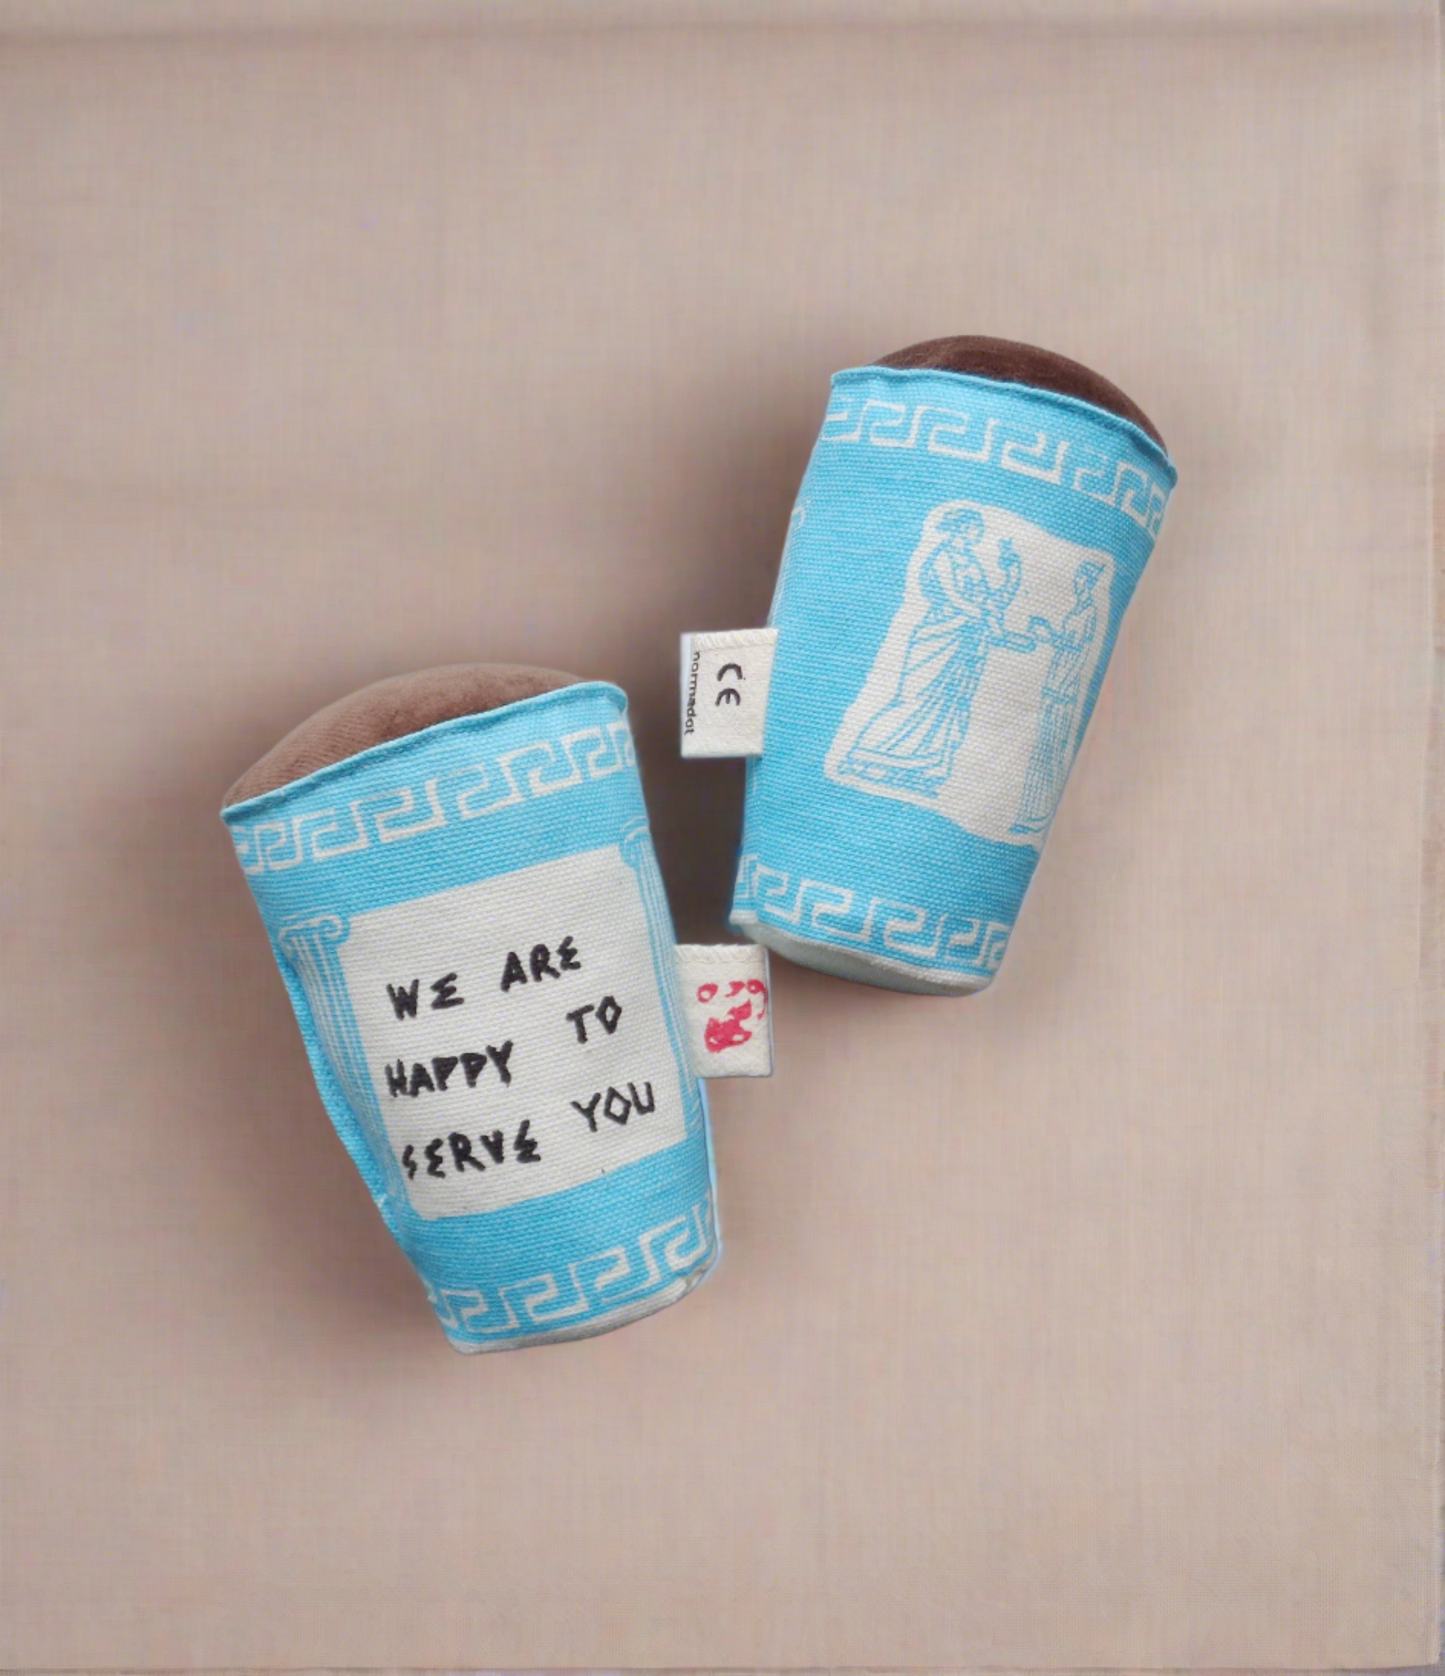 WE ARE
HAPPY TO
SERVE YOU
CE
normadot